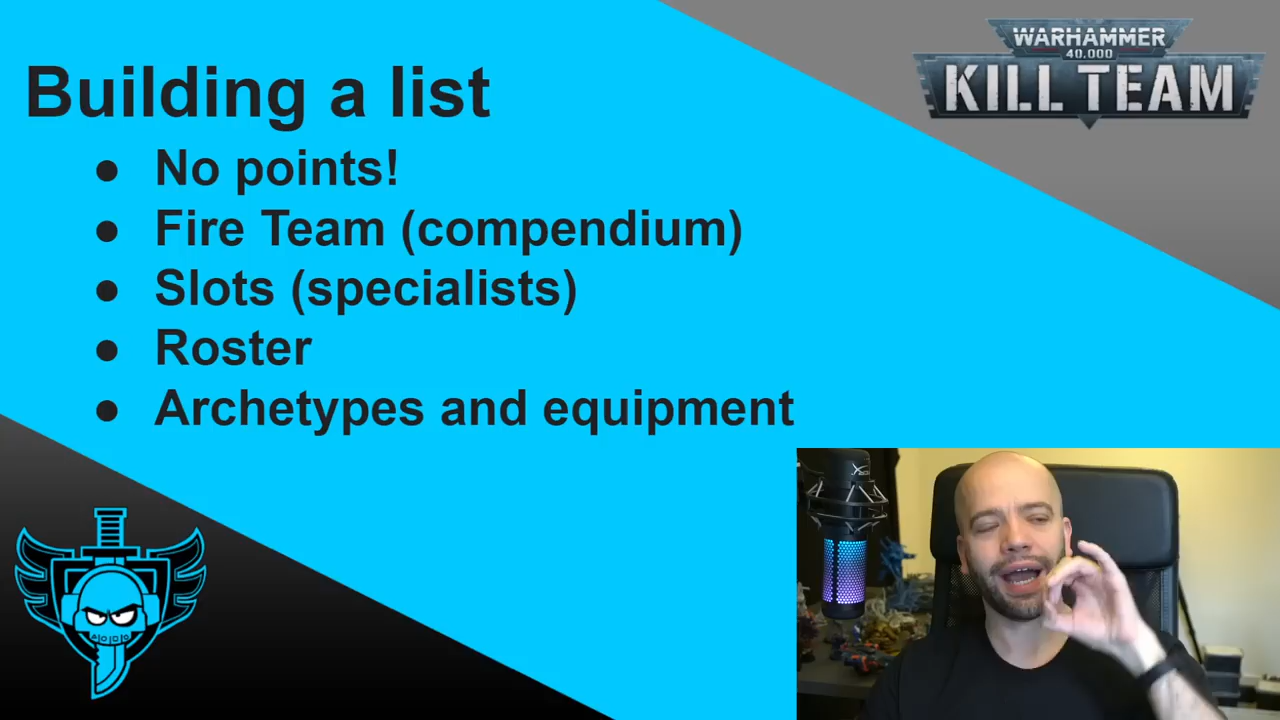 Building a list
● No points!
● Fire Team (compendium)
● Slots (specialists)
● Roster
● Archetypes and equipment
WARHAMMER
40,000
KILL TEAM